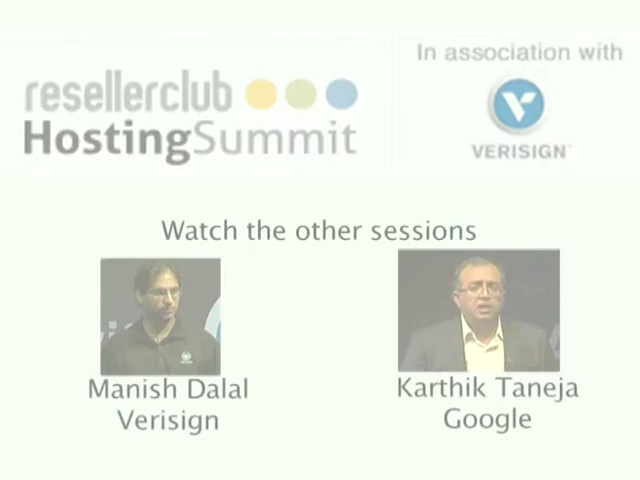 resellerclub
HostingSummit
In association with
VERISIGN
Watch the other sessions
Manish Dalal
Verisign
Karthik Taneja
Google